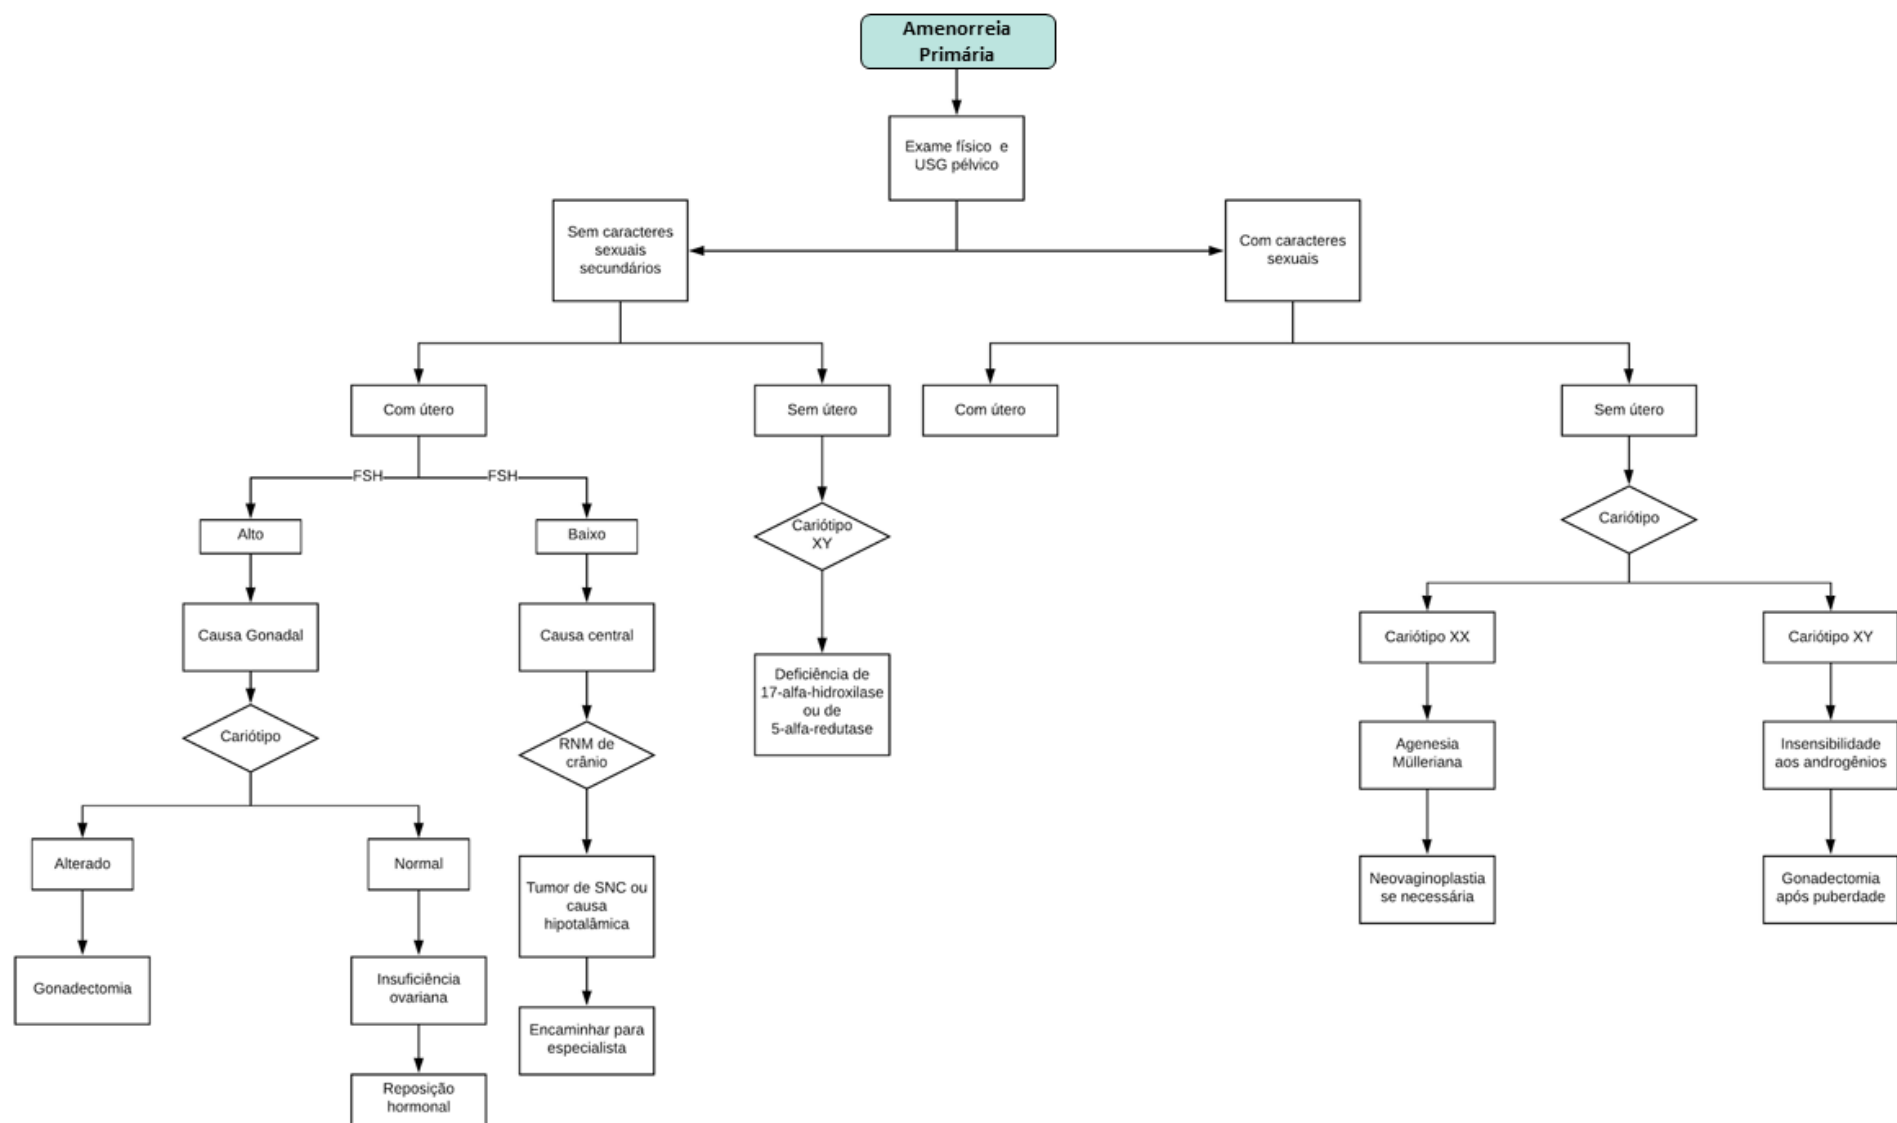 Amenorreia
Primária
Exame físico e
USG pélvico
Sem caracteres
sexuais
secundários
Com caracteres
sexuais
Com útero
Sem útero
Com útero
Sem útero
FSH
FSH
Alto
Baixo
Cariótipo
XY
Cariótipo
Causa Gonadal
Causa central
Deficiência de
17-alfa-hidroxilase
ou de
5-alfa-redutase
Cariótipo XX
Cariótipo XY
Cariótipo
RNM de
crânio
Agenesia
Mülleriana
Insensibilidade
aos androgênios
Alterado
Normal
Tumor de SNC ou
causa
hipotalâmica
Neovaginoplastia
se necessária
Gonadectomia
após puberdade
Gonadectomia
Insuficiência
ovariana
Encaminhar para
especialista
Reposição
hormonal